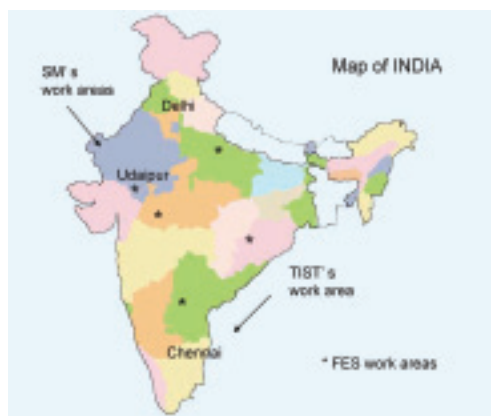 Map of INDIA
SM' s
work areas
Delhi
Udaipur
TIST' s
work area
Chennai
* FES work areas